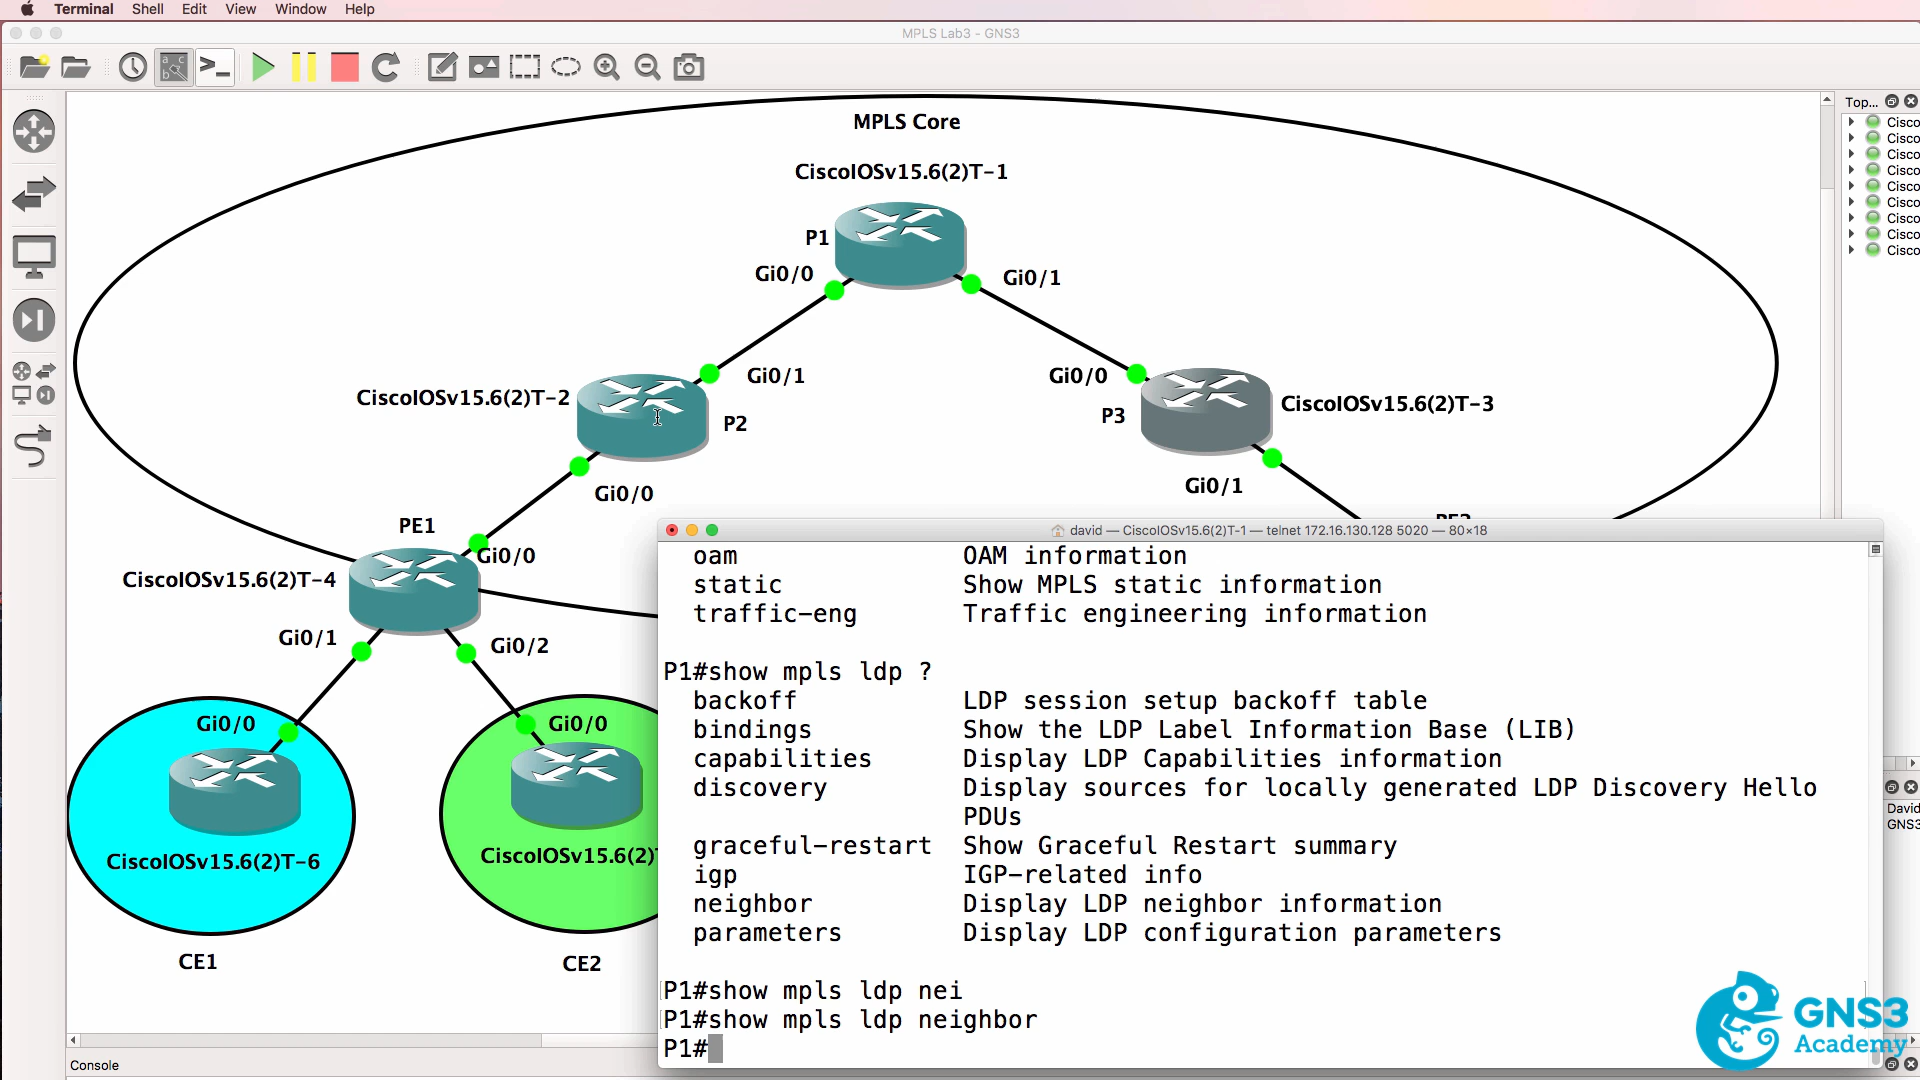 Terminal Shell Edit View Window Help
MPLS Lab3 - GNS3
MPLS Core
CiscoIOSv15.6(2)T-1
P1
Gi0/0
Gi0/1
Gi0/1
Gi0/0
CiscoIOSv15.6(2)T-2
P2
P3
CiscoIOSv15.6(2)T-3
Gi0/0
Gi0/1
PE1
Gi0/0
CiscoIOSv15.6(2)T-4
Gi0/1
Gi0/2
Gi0/0
Gi0/0
CiscoIOSv15.6(2)T-6
CiscoIOSv15.6(2)
CE1
CE2
Console
Top...
Cisco
Cisco
Cisco
Cisco
Cisco
Cisco
Cisco
Cisco
Cisco
David
GNS3
david — CiscoIOSv15.6(2)T-1 — telnet 172.16.130.128 5020 — 80×18
oam OAM information
static Show MPLS static information
traffic-eng Traffic engineering information
P1#show mpls ldp ?
backoff LDP session setup backoff table
bindings Show the LDP Label Information Base (LIB)
capabilities Display LDP Capabilities information
discovery Display sources for locally generated LDP Discovery Hello
PDUs
graceful-restart Show Graceful Restart summary
igp IGP-related info
neighbor Display LDP neighbor information
parameters Display LDP configuration parameters
P1#show mpls ldp nei
P1#show mpls ldp neighbor
P1#
GNS3
Academy